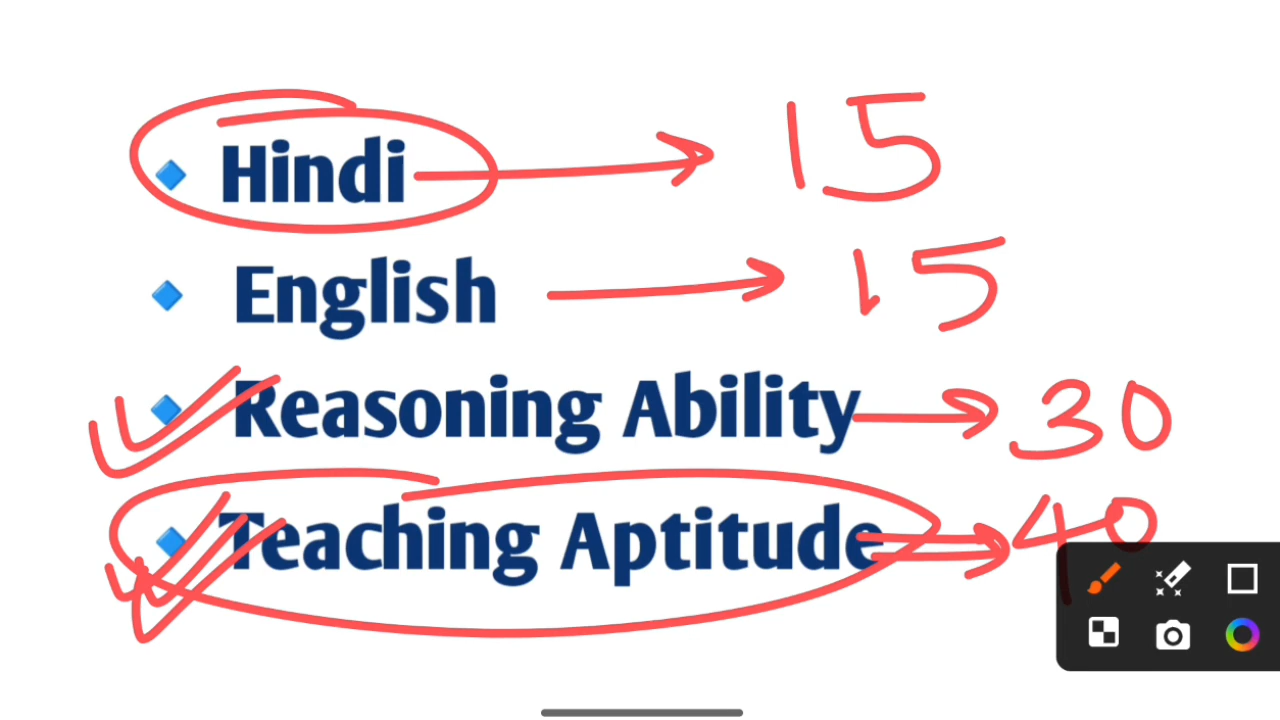 Hindi → 15
English → 15
Reasoning Ability → 30
Teaching Aptitude → 40